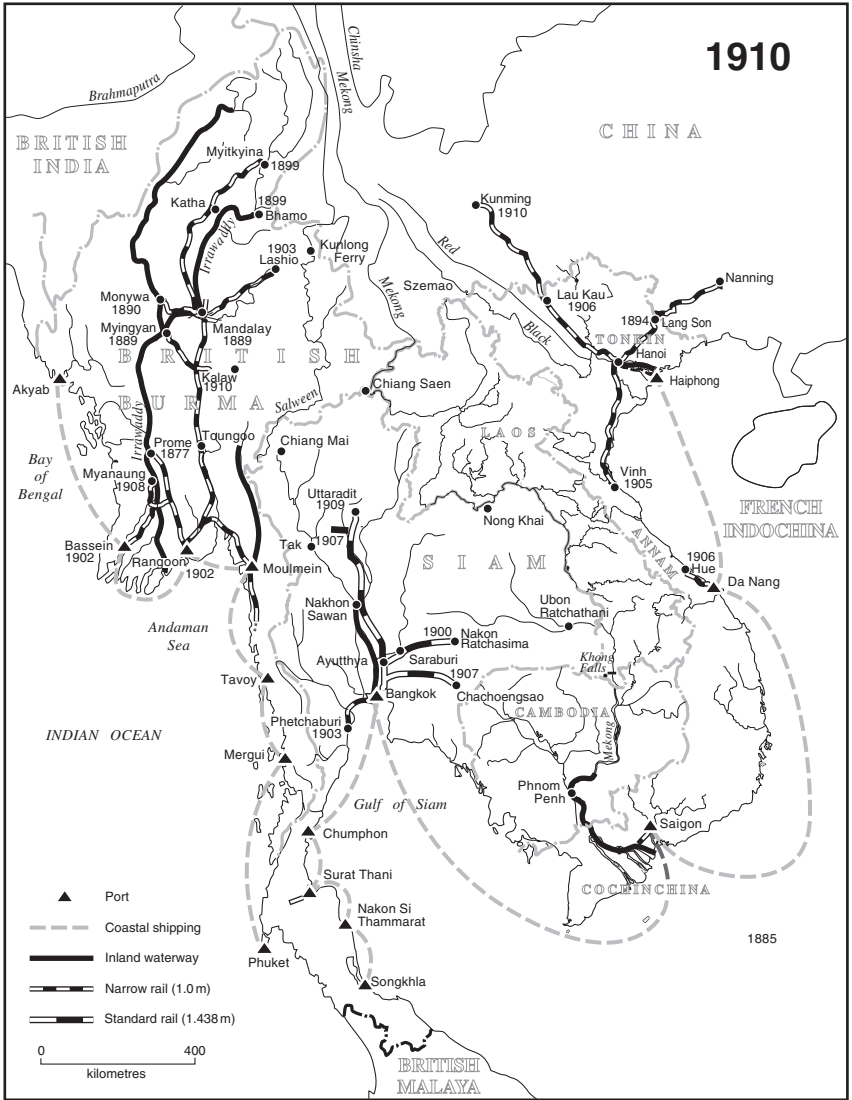 1910
Chinsha
Mekong
Brahmaputra
BRITISH
INDIA
CHINA
Myitkyina
1899
Katha
1899
Bhamo
Irrawaddy
1903
Lashio
Kunlong
Ferry
Kunming
1910
Red
Szemao
Mekong
Black
Nanning
Lau Kau
1906
1894
Lang Son
TONKIN
Hanoi
Haiphong
Monywa
1890
Myingyan
1889
Mandalay
1889
BRITISH
BURMA
Kalaw
1910
Akyab
Salween
Chiang Saen
Irrawaddy
Prome
1877
Toungoo
Chiang Mai
LAOS
Bay
of
Bengal
Myanaung
1908
Uttaradit
1909
Vinh
1905
Nong Khai
FRENCH
INDOCHINA
Bassein
1902
Rangoon
1902
Tak
1907
Moulmein
SIAM
ANNAM
1906
Hue
Da Nang
Andaman
Sea
Nakhon
Sawan
Ubon
Ratchathani
1900
Nakon
Ratchasima
Ayutthya
Saraburi
Khong
Falls
1907
Chachoengsao
Tavoy
Bangkok
Phetchaburi
1903
CAMBODIA
INDIAN OCEAN
Mekong
Mergui
Phnom
Penh
Gulf of Siam
Saigon
Chumphon
Surat Thani
COCHINCHINA
Nakon Si
Thammarat
1885
Phuket
Songkhla
BRITISH
MALAYA
Port
Coastal shipping
Inland waterway
Narrow rail (1.0 m)
Standard rail (1.438 m)
0
400
kilometres